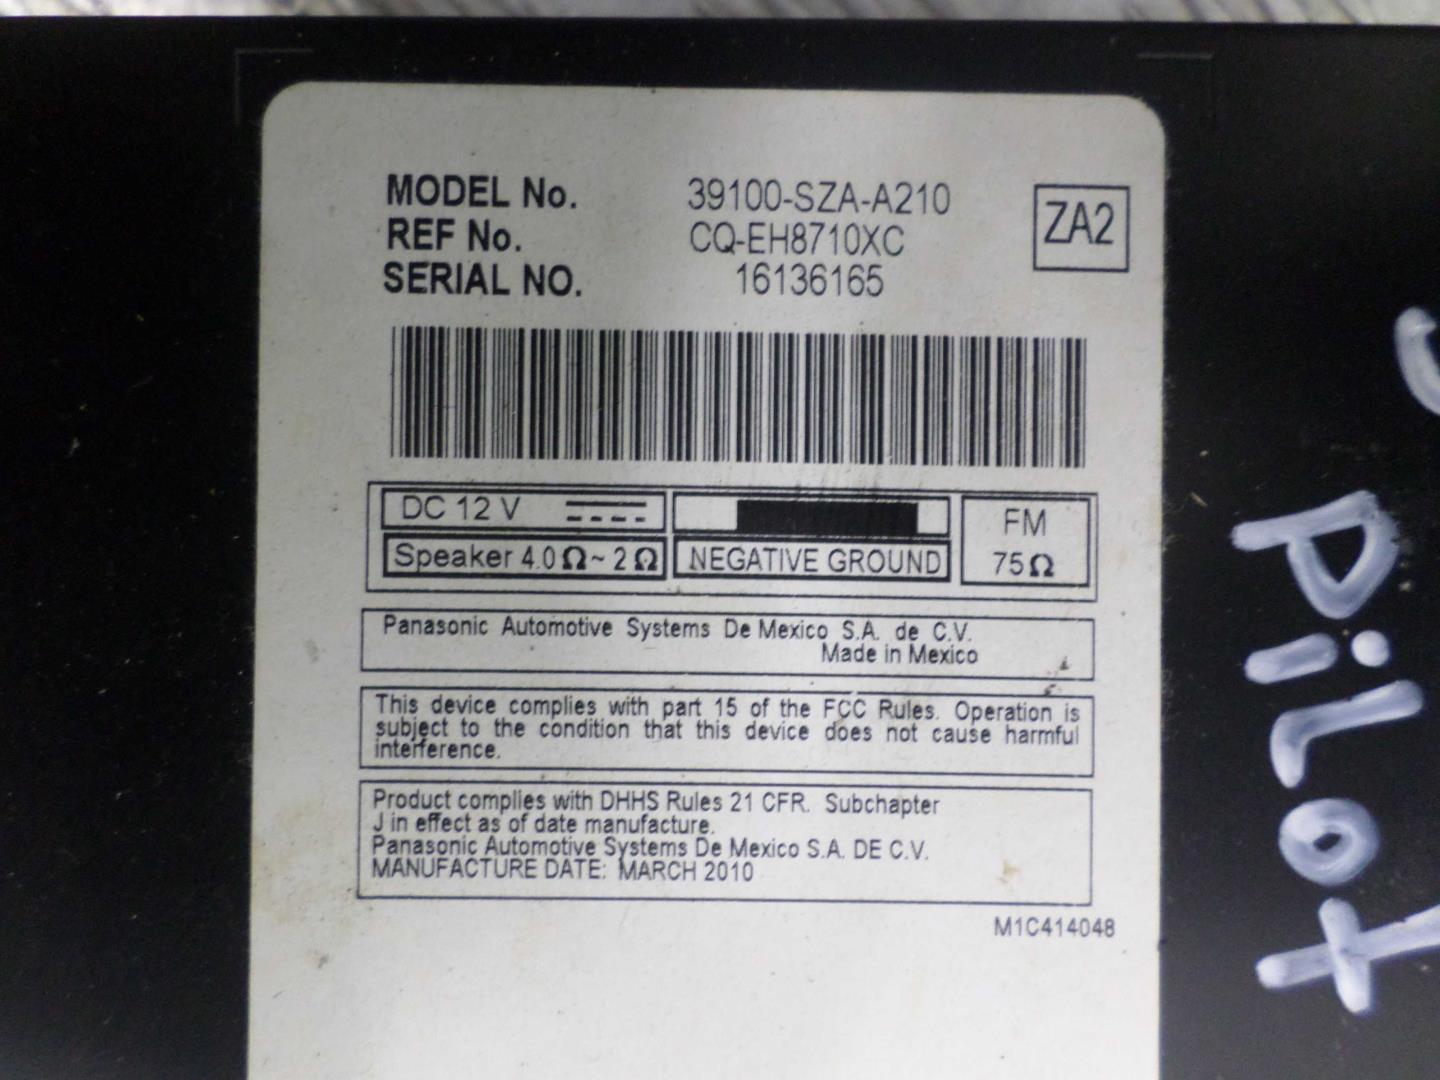 MODEL No. 39100-SZA-A210
REF No. CQ-EH8710XC
SERIAL NO. 16136165
ZA2
DC 12 V
Speaker 4.0 Ω ~ 2 Ω
NEGATIVE GROUND
FM
75 Ω
Panasonic Automotive Systems De Mexico S.A. de C.V.
Made in Mexico
This device complies with part 15 of the FCC Rules. Operation is
subject to the condition that this device does not cause harmful
interference.
Product complies with DHHS Rules 21 CFR. Subchapter
J in effect as of date manufacture.
Panasonic Automotive Systems De Mexico S.A. DE C.V.
MANUFACTURE DATE: MARCH 2010
M1C414048
PiLot